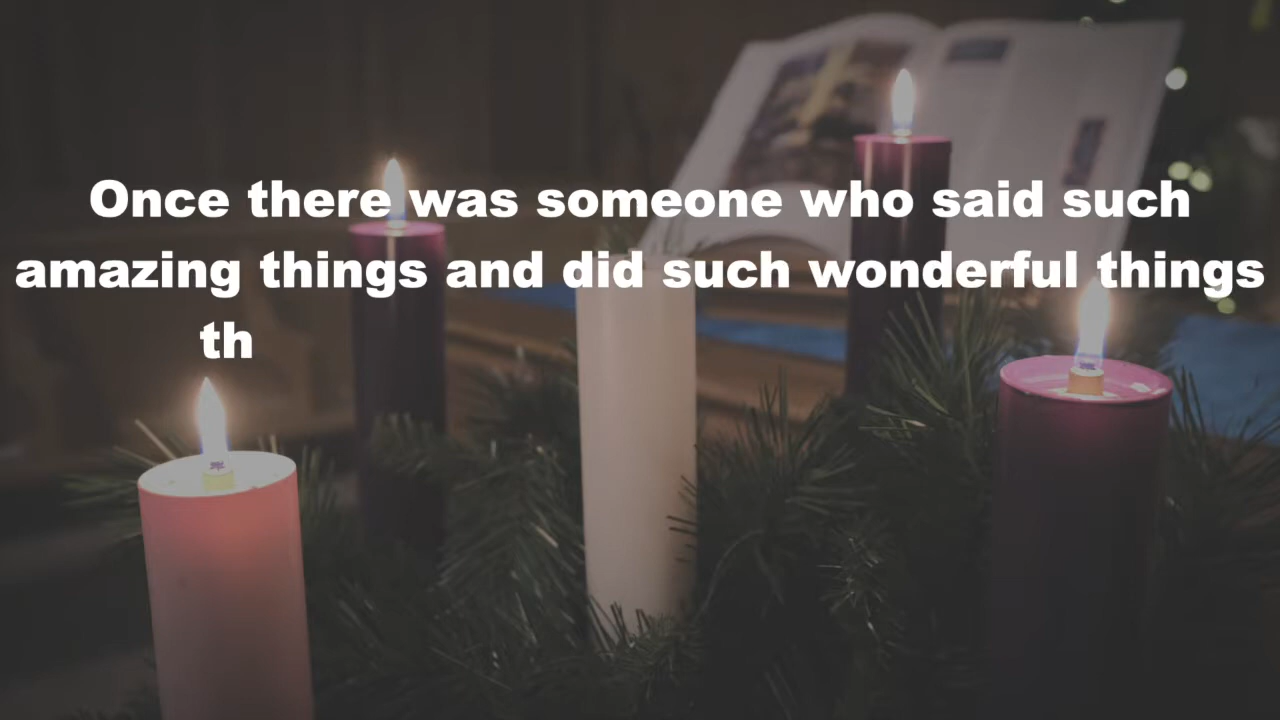 Once there was someone who said such
amazing things and did such wonderful things
th